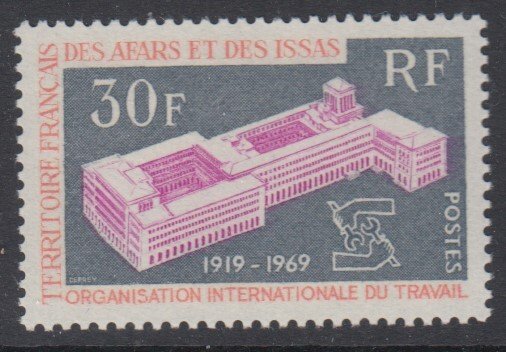 TERRITOIRE FRANÇAIS
DES AFARS ET DES ISSAS
30F
RF
1919-1969
POSTES
ORGANISATION INTERNATIONALE DU TRAVAIL